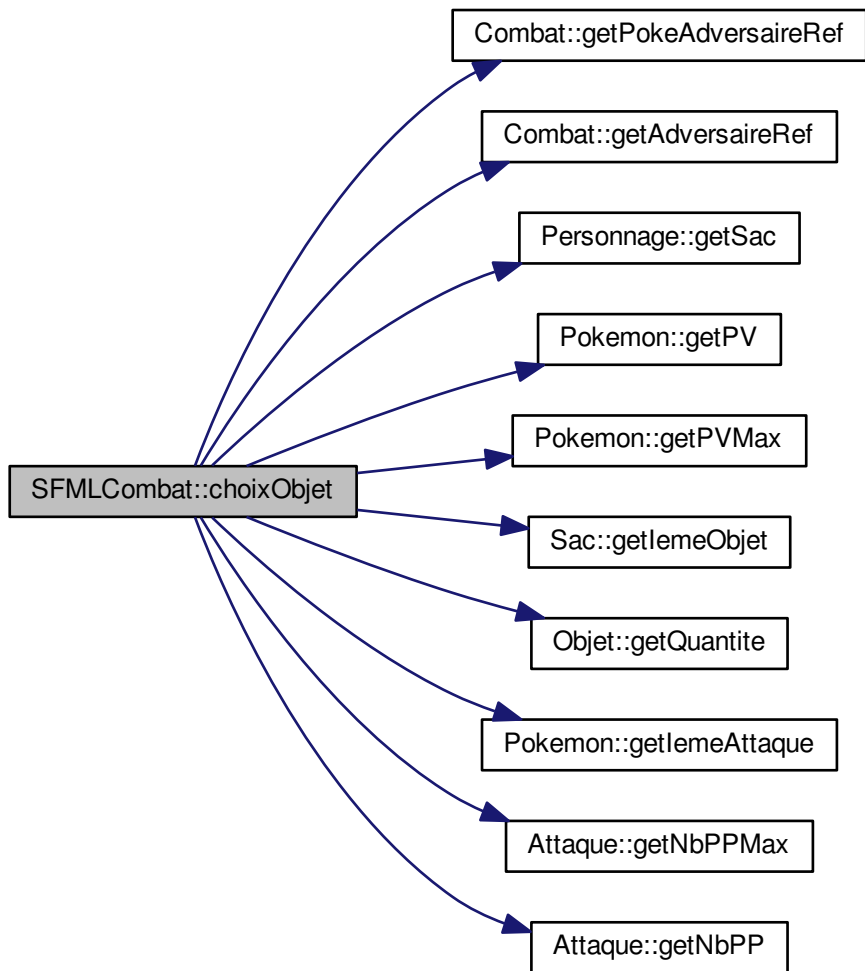 Combat::getPokeAdversaireRef
Combat::getAdversaireRef
Personnage::getSac
Pokemon::getPV
Pokemon::getPVMax
SFMLCombat::choixObjet
Sac::getIemeObjet
Objet::getQuantite
Pokemon::getIemeAttaque
Attaque::getNbPPMax
Attaque::getNbPP